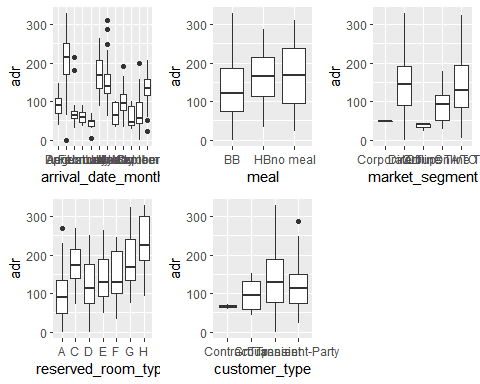 adr
300
200
100
0
arrival_date_month
adr
300
200
100
0
BB HB no meal
meal
adr
300
200
100
0
market_segment
adr
300
200
100
0
A C D E F G H
reserved_room_typ
adr
300
200
100
0
customer_type